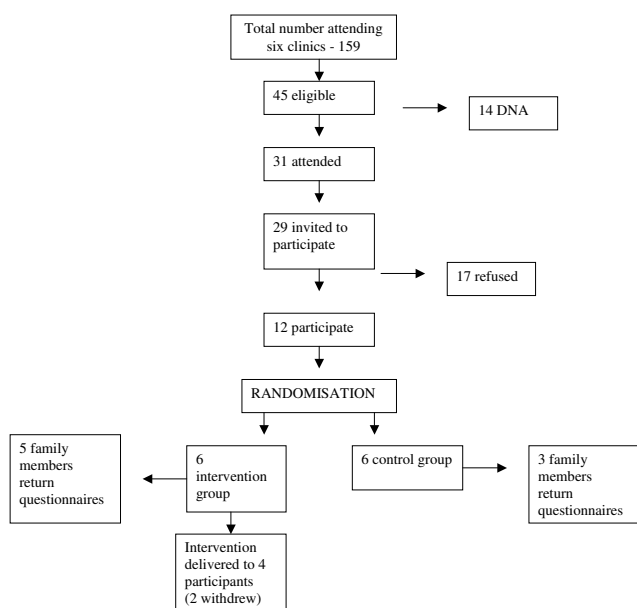 Total number attending
six clinics - 159
45 eligible
14 DNA
31 attended
29 invited to
participate
17 refused
12 participate
RANDOMISATION
5 family
members
return
questionnaires
6
intervention
group
6 control group
3 family
members
return
questionnaires
Intervention
delivered to 4
participants
(2 withdrew)